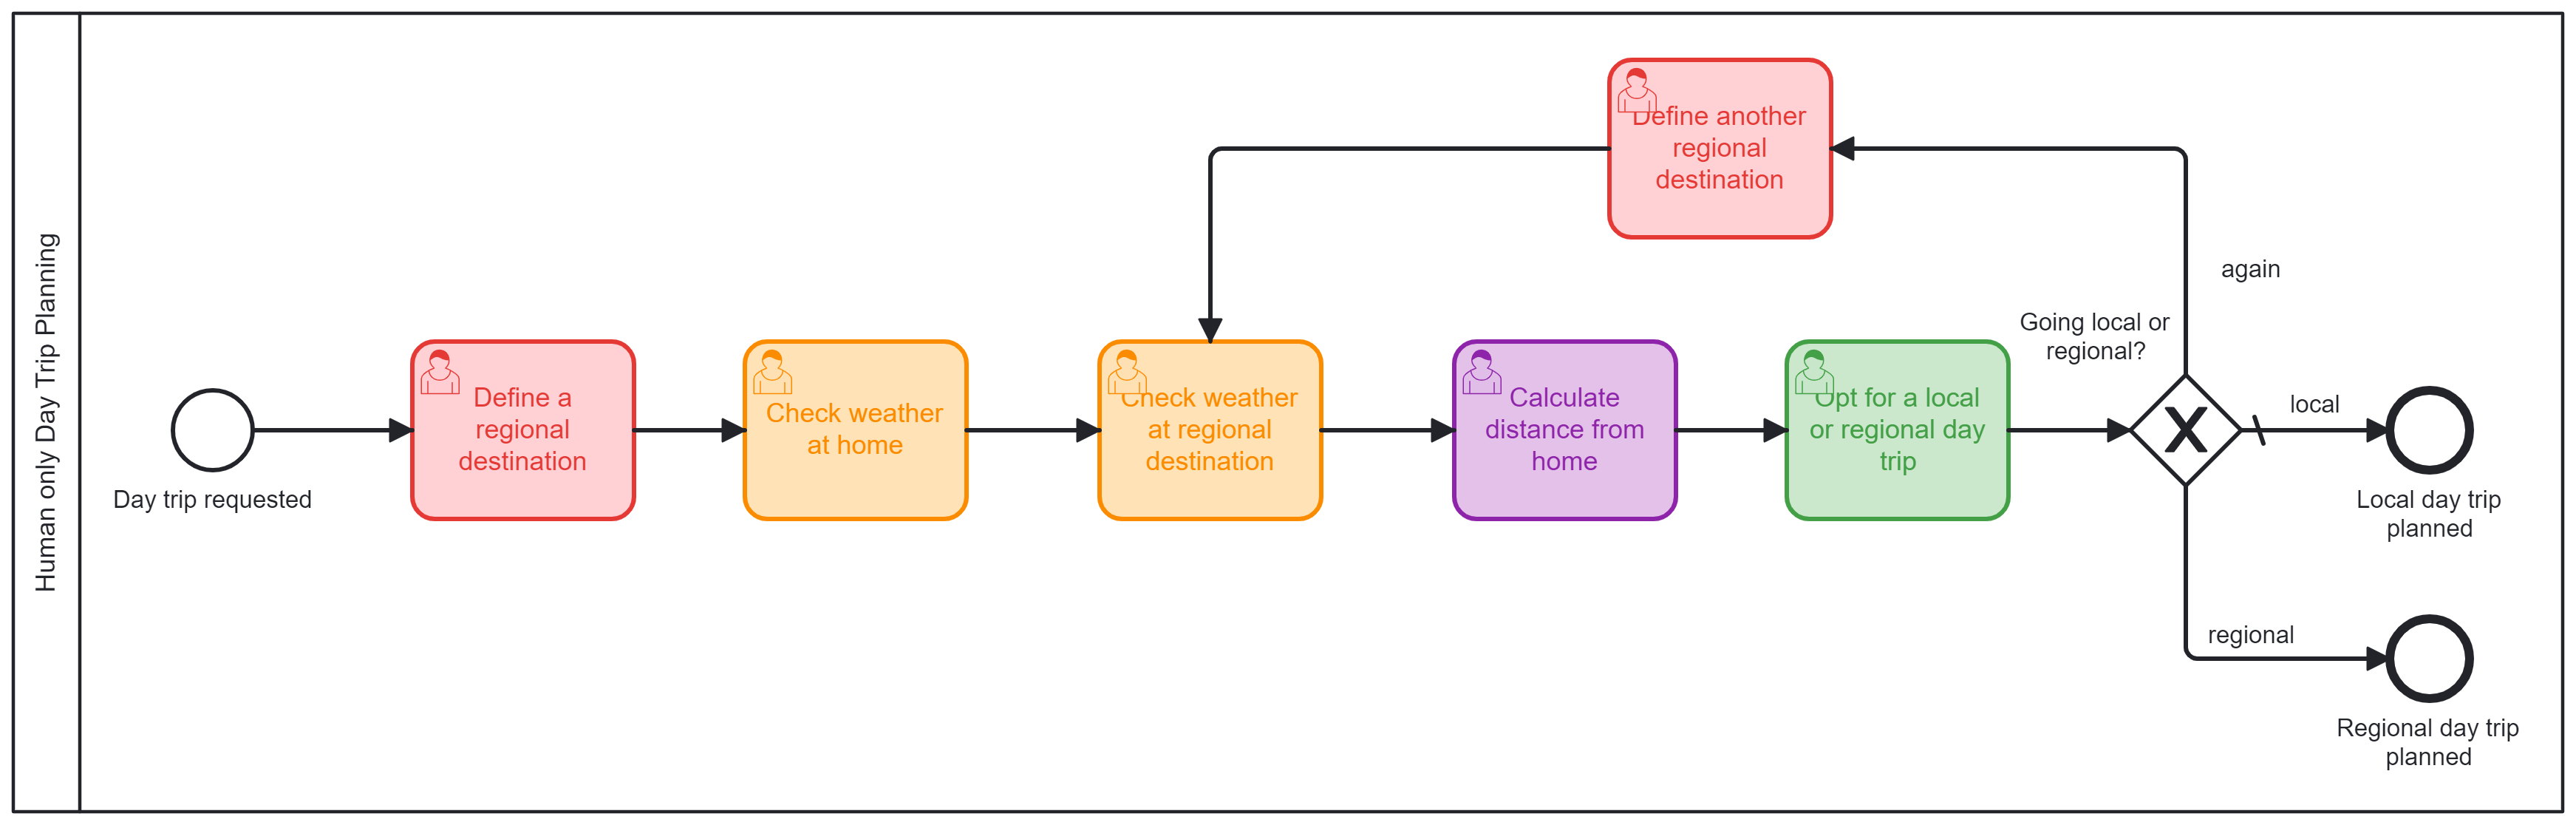 Human only Day Trip Planning
Day trip requested
Define a
regional
destination
Check weather
at home
Check weather
at regional
destination
Calculate
distance from
home
Opt for a local
or regional day
trip
Define another
regional
destination
Going local or
regional?
again
local
Local day trip
planned
regional
Regional day trip
planned